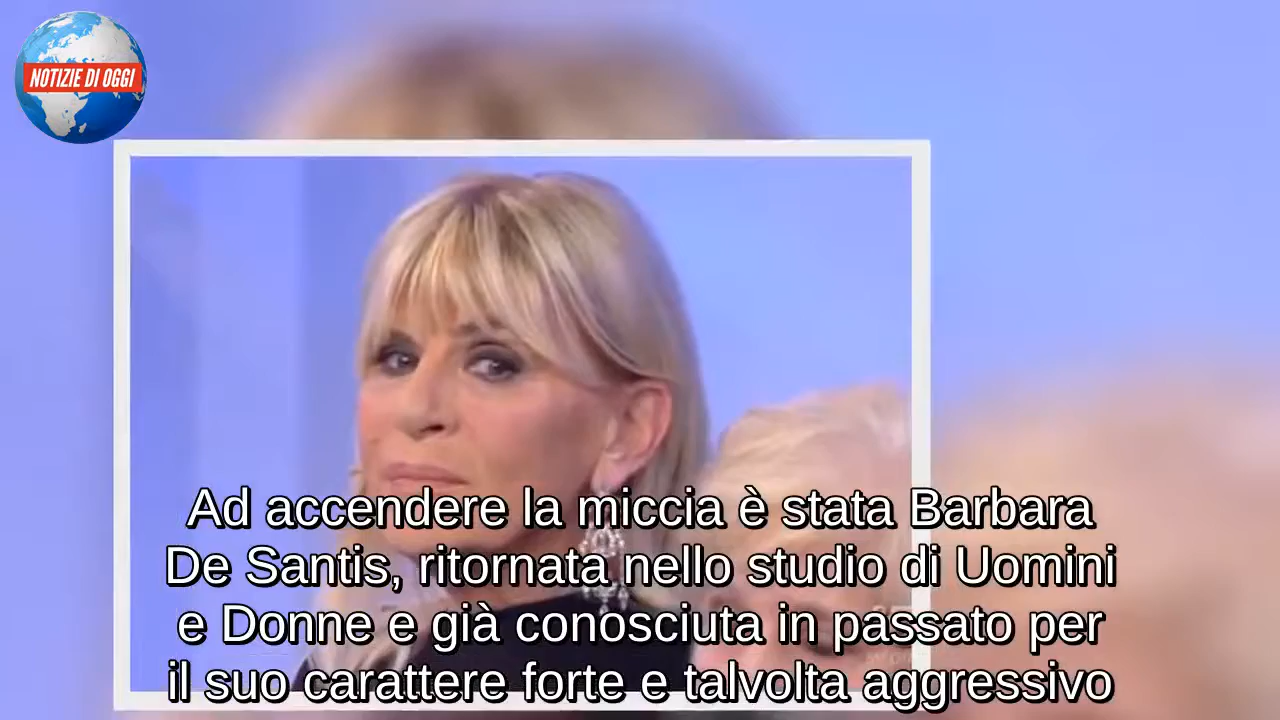 NOTIZIE DI OGGI
Ad accendere la miccia è stata Barbara
De Santis, ritornata nello studio di Uomini
e Donne e già conosciuta in passato per
il suo carattere forte e talvolta aggressivo